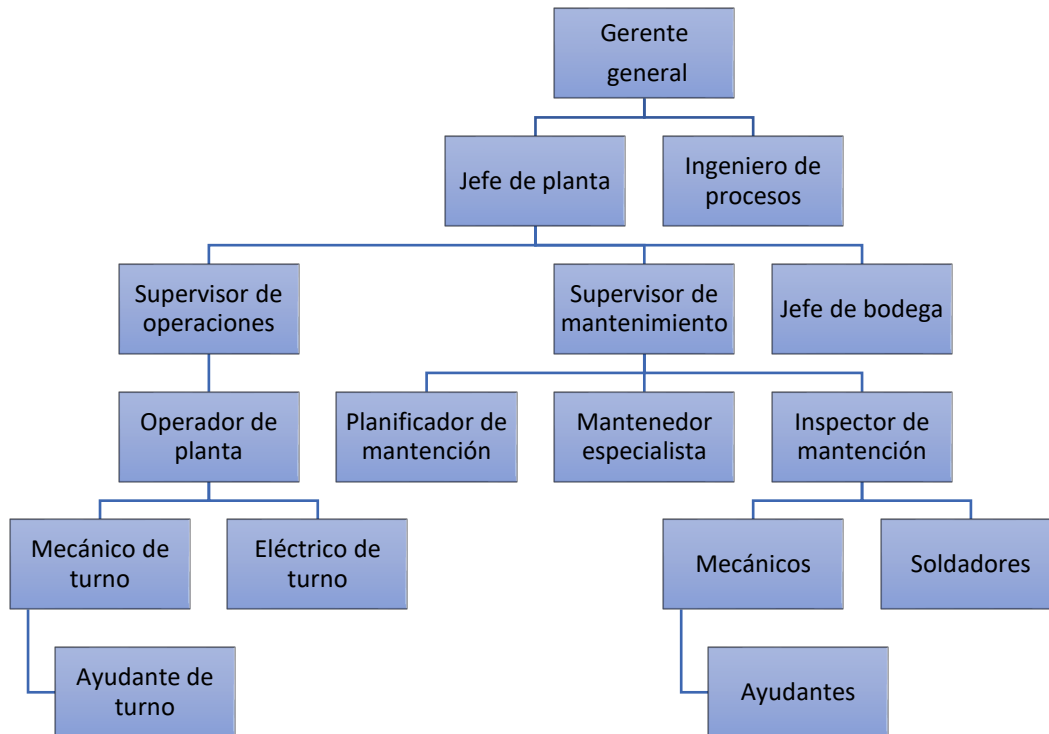 Gerente
general
Jefe de planta
Ingeniero de
procesos
Supervisor de
operaciones
Supervisor de
mantenimiento
Jefe de bodega
Operador de
planta
Planificador de
mantención
Mantenedor
especialista
Inspector de
mantención
Mecánico de
turno
Eléctrico de
turno
Mecánicos
Soldadores
Ayudante de
turno
Ayudantes